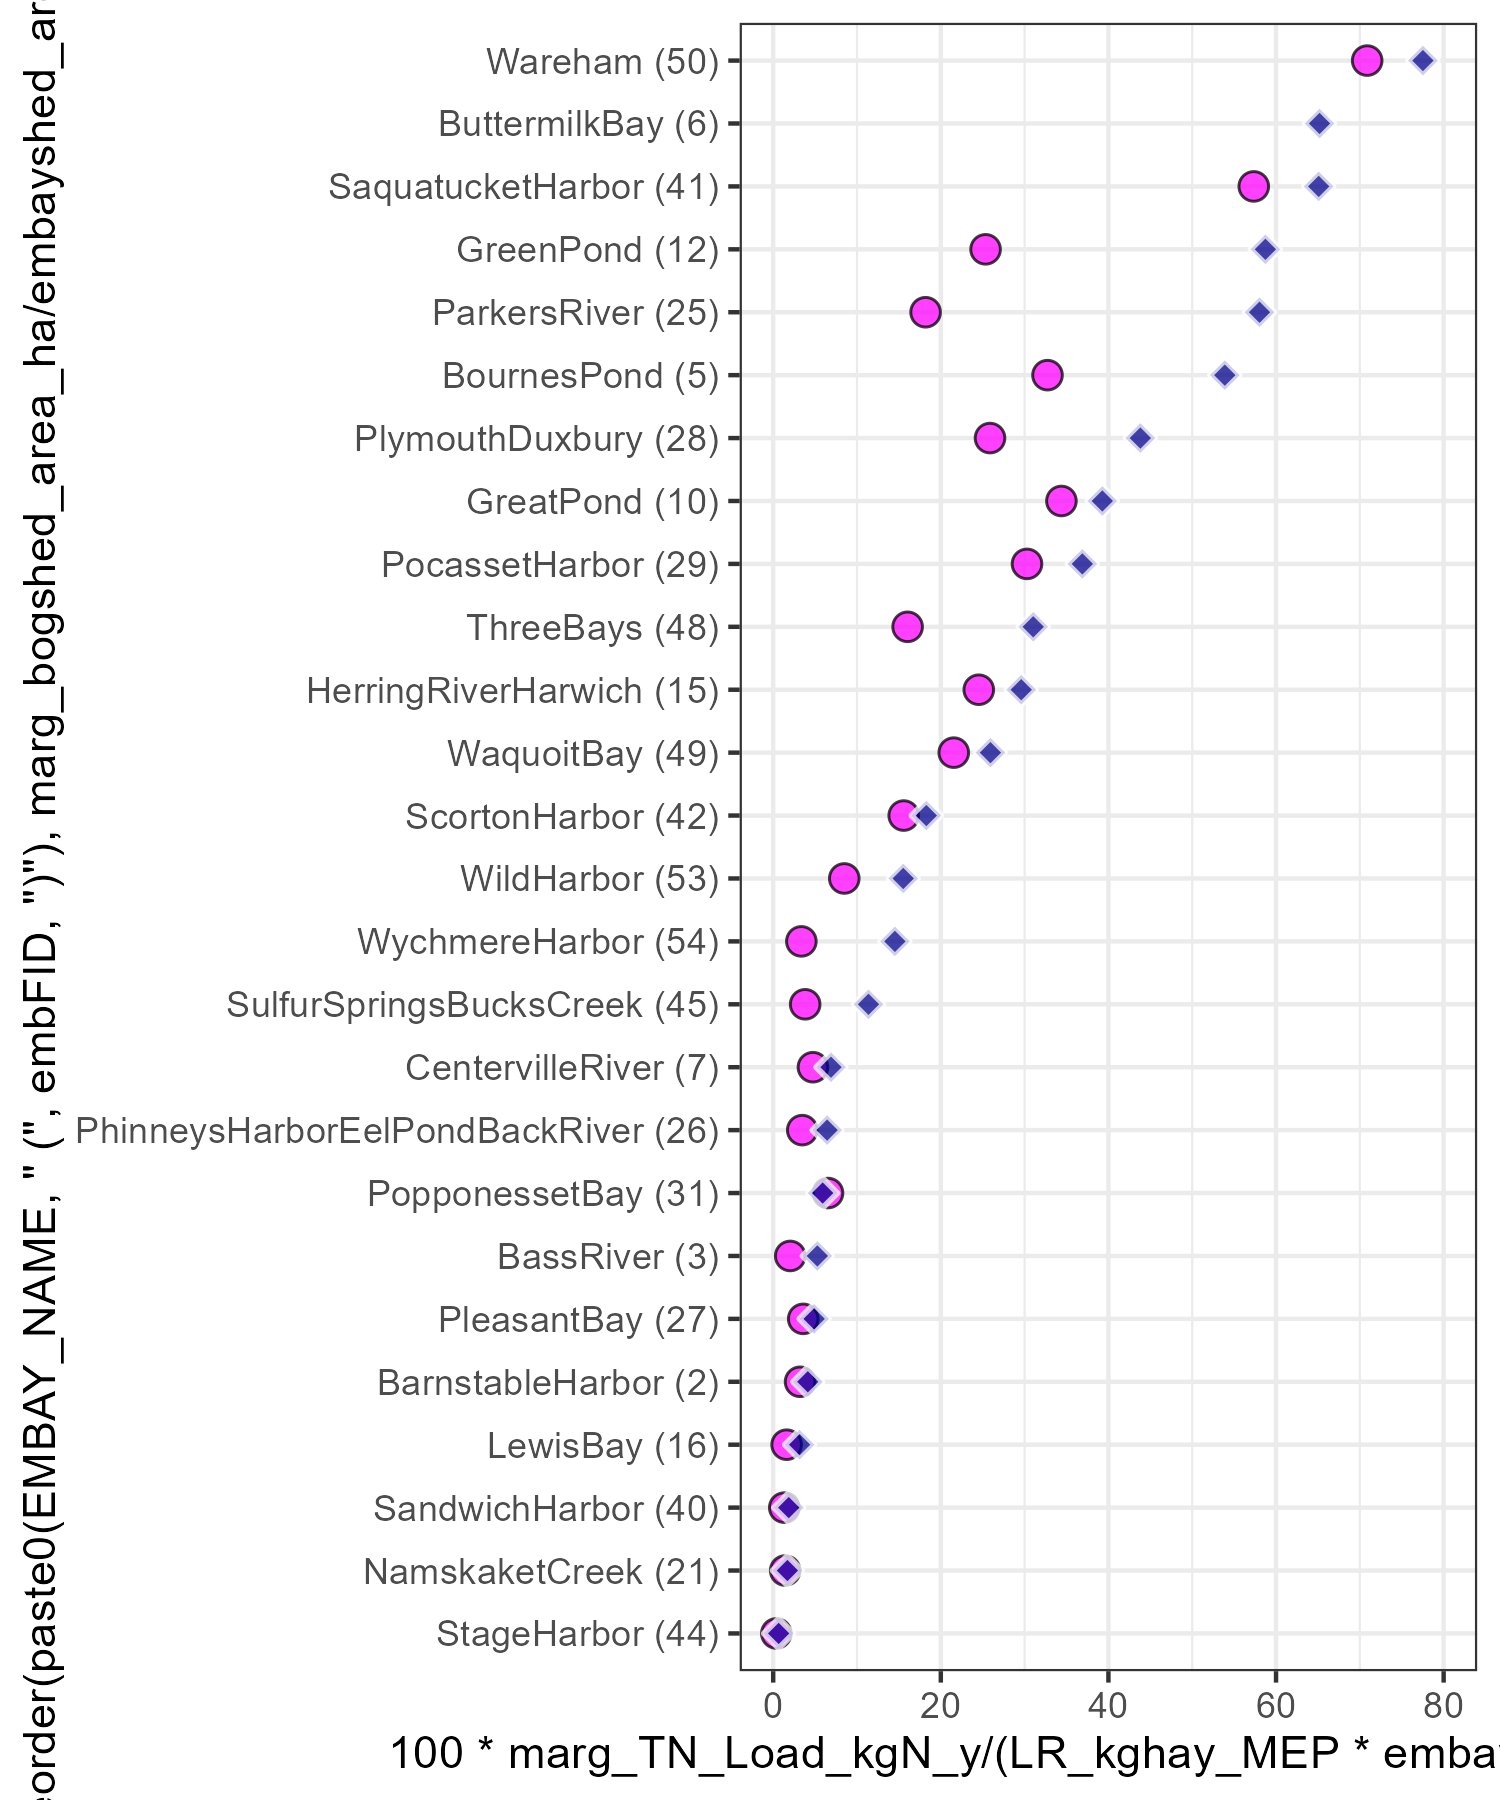 Wareham (50)
ButtermilkBay (6)
SaquatucketHarbor (41)
GreenPond (12)
ParkersRiver (25)
BournesPond (5)
PlymouthDuxbury (28)
GreatPond (10)
PocassetHarbor (29)
ThreeBays (48)
HerringRiverHarwich (15)
WaquoitBay (49)
ScortonHarbor (42)
WildHarbor (53)
WychmereHarbor (54)
SulfurSpringsBucksCreek (45)
CentervilleRiver (7)
PhinneysHarborEelPondBackRiver (26)
PopponessetBay (31)
BassRiver (3)
PleasantBay (27)
BarnstableHarbor (2)
LewisBay (16)
SandwichHarbor (40)
NamskaketCreek (21)
StageHarbor (44)
0 20 40 60 80
100 * marg_TN_Load_kgN_y/(LR_kghay_MEP * embay
eorder(paste0(EMBAY_NAME, " (", embFID, ")"), marg_bogshed_area_ha/embayshed_are